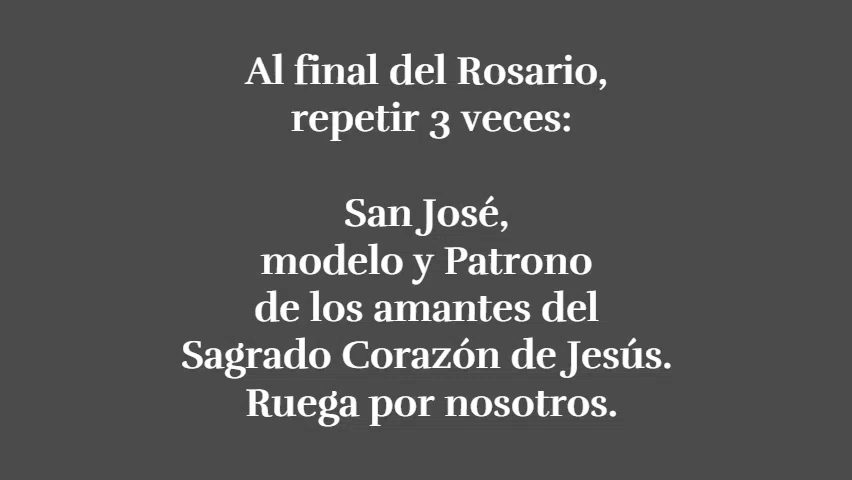 Al final del Rosario,
repetir 3 veces:
San José,
modelo y Patrono
de los amantes del
Sagrado Corazón de Jesús.
Ruega por nosotros.